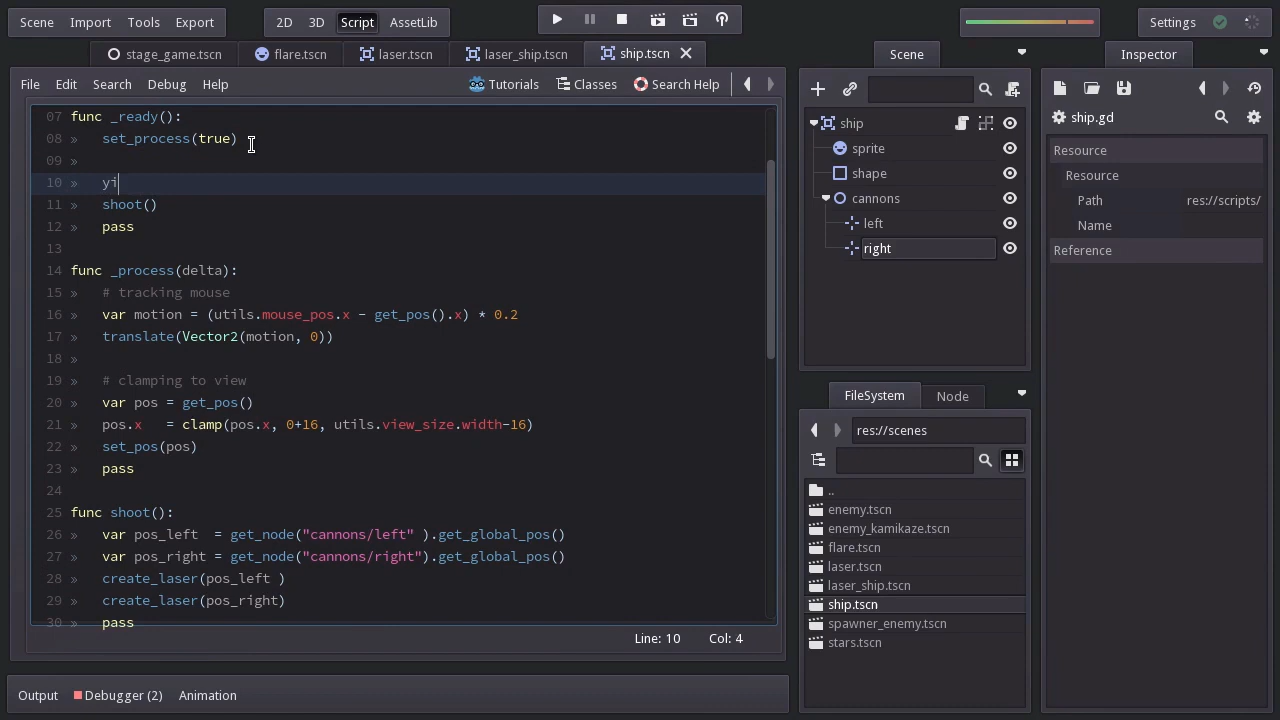 Scene Import Tools Export 2D 3D Script AssetLib Settings
stage_game.tscn flare.tscn laser.tscn laser_ship.tscn ship.tscn
File Edit Search Debug Help Tutorials Classes Search Help
07 func _ready():
08 » set_process(true)
09 »
10 » yi
11 » shoot()
12 » pass
13
14 func _process(delta):
15 » # tracking mouse
16 » var motion = (utils.mouse_pos.x - get_pos().x) * 0.2
17 » translate(Vector2(motion, 0))
18 »
19 » # clamping to view
20 » var pos = get_pos()
21 » pos.x   = clamp(pos.x, 0+16, utils.view_size.width-16)
22 » set_pos(pos)
23 » pass
24
25 func shoot():
26 » var pos_left  = get_node("cannons/left" ).get_global_pos()
27 » var pos_right = get_node("cannons/right").get_global_pos()
28 » create_laser(pos_left )
29 » create_laser(pos_right)
30 » pass
Line: 10 Col: 4
Output Debugger (2) Animation
Scene
ship
sprite
shape
cannons
left
right
FileSystem Node
res://scenes
..
enemy.tscn
enemy_kamikaze.tscn
flare.tscn
laser.tscn
laser_ship.tscn
ship.tscn
spawner_enemy.tscn
stars.tscn
Inspector
ship.gd
Resource
Resource
Path res://scripts/
Name
Reference